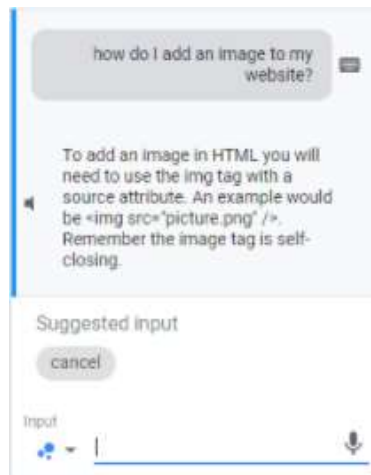 how do I add an image to my
website?
To add an image in HTML you will
need to use the img tag with a
source attribute. An example would
be <img src="picture.png" />.
Remember the image tag is self-
closing.
Suggested input
cancel
Input